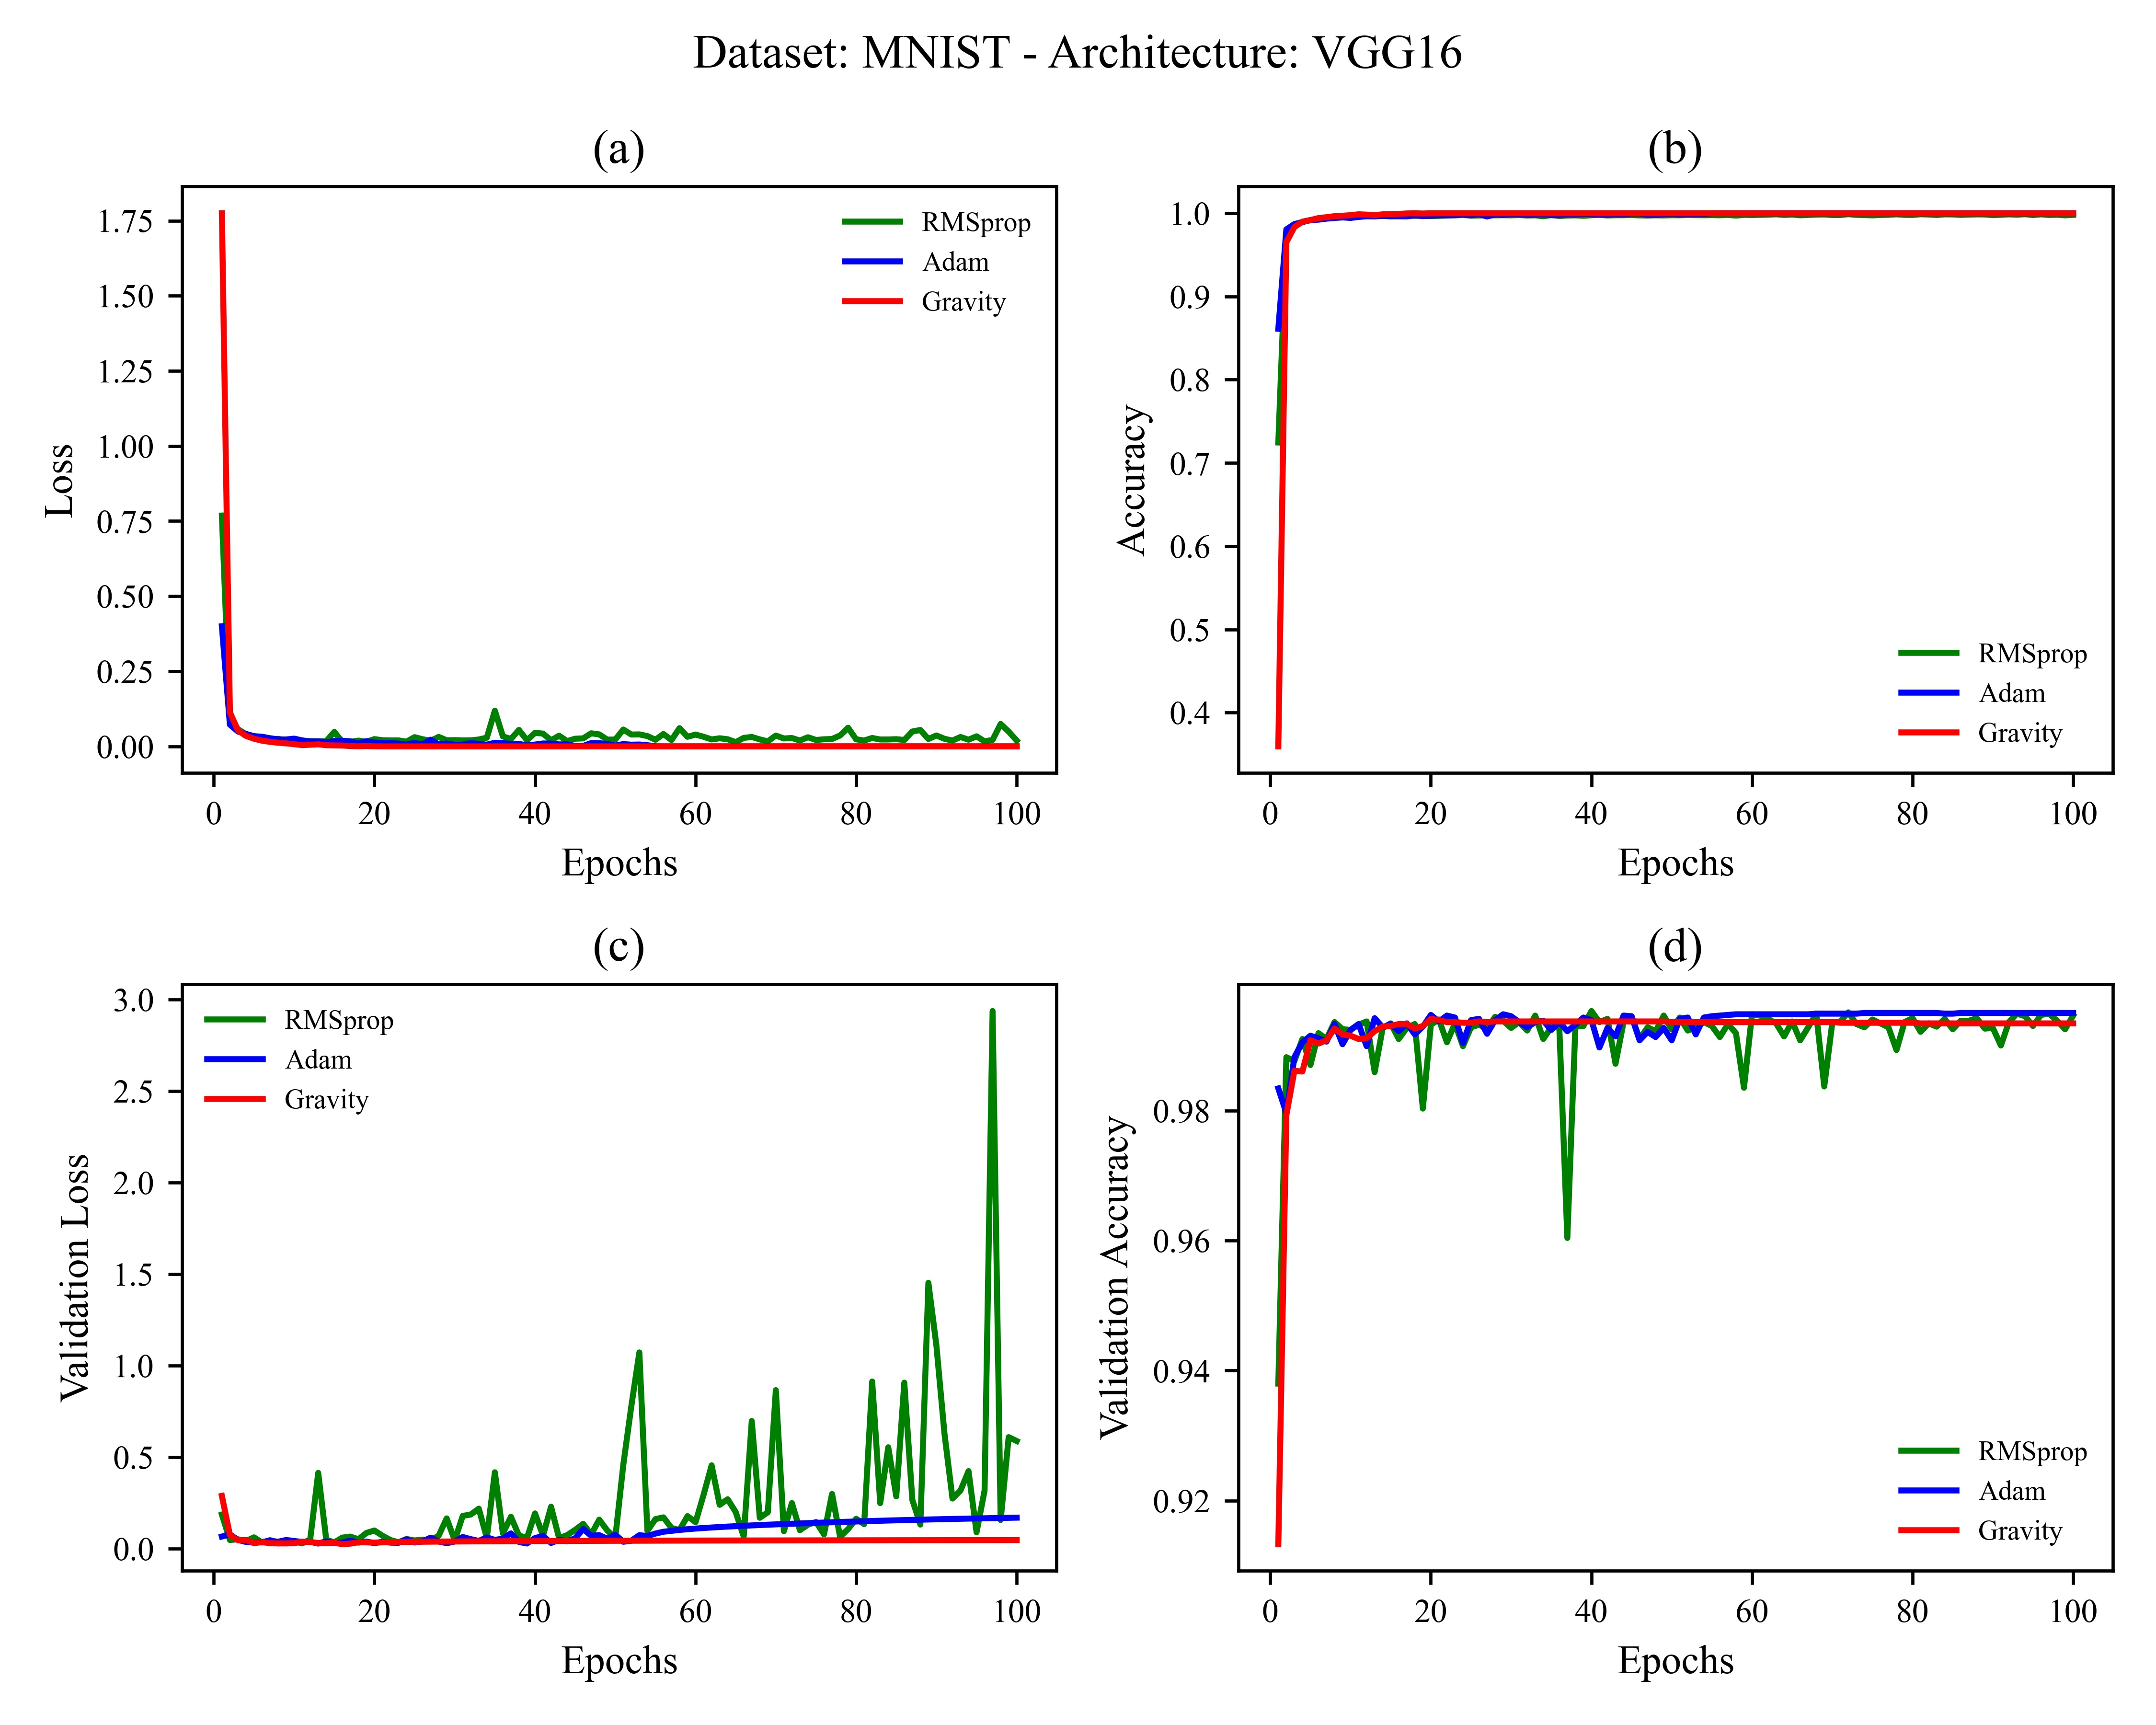 Dataset: MNIST - Architecture: VGG16
(a)
1.75
1.50
1.25
1.00
0.75
0.50
0.25
0.00
Loss
RMSprop
Adam
Gravity
0 20 40 60 80 100
Epochs
(b)
1.0
0.9
0.8
0.7
0.6
0.5
0.4
Accuracy
RMSprop
Adam
Gravity
0 20 40 60 80 100
Epochs
(c)
3.0
2.5
2.0
1.5
1.0
0.5
0.0
Validation Loss
RMSprop
Adam
Gravity
0 20 40 60 80 100
Epochs
(d)
0.98
0.96
0.94
0.92
Validation Accuracy
RMSprop
Adam
Gravity
0 20 40 60 80 100
Epochs